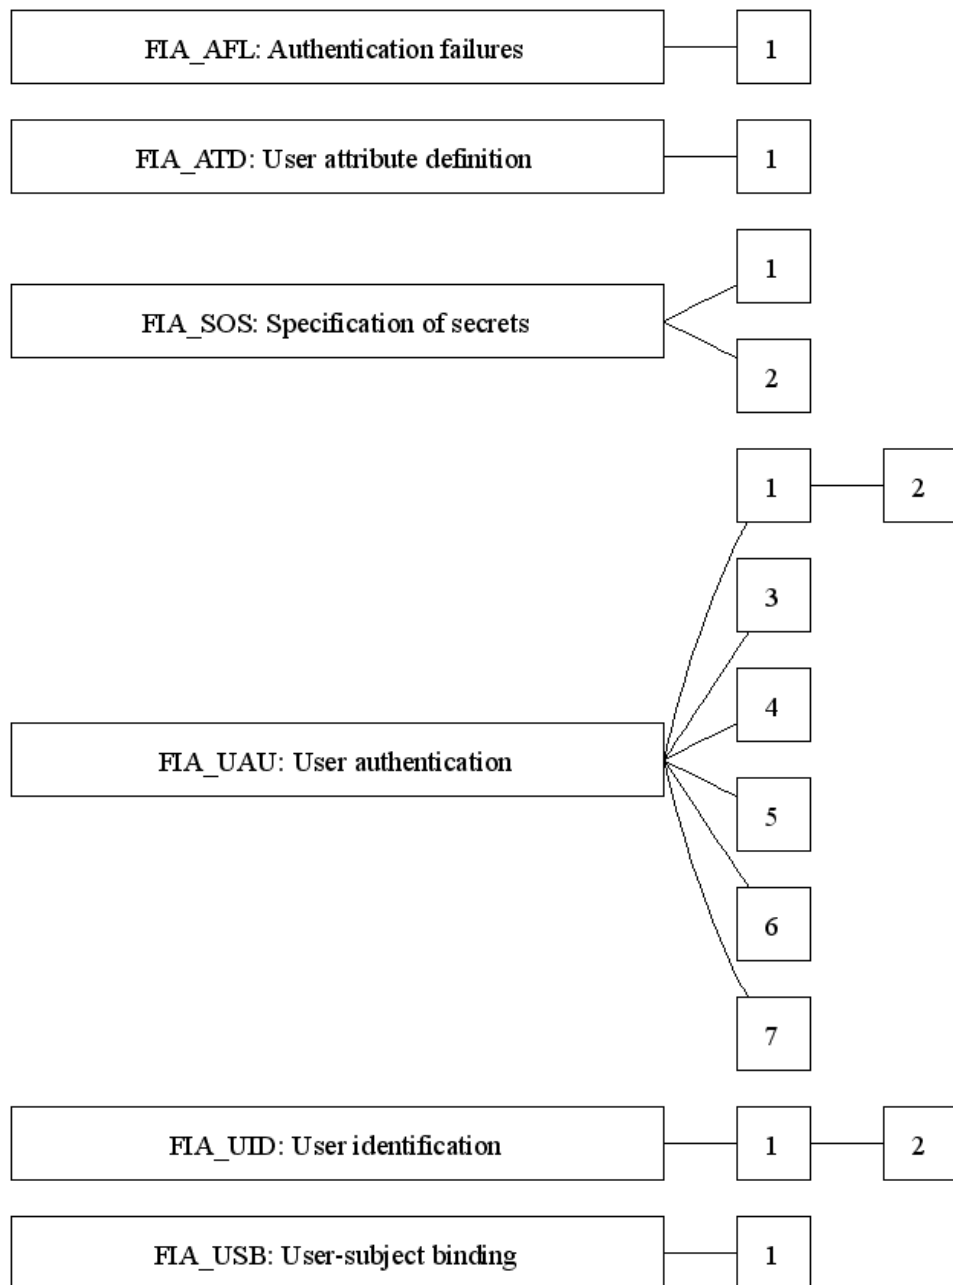 FIA_AFL: Authentication failures 1
FIA_ATD: User attribute definition 1
1
FIA_SOS: Specification of secrets
2
1 2
3
4
FIA_UAU: User authentication
5
6
7
FIA_UID: User identification 1 2
FIA_USB: User-subject binding 1